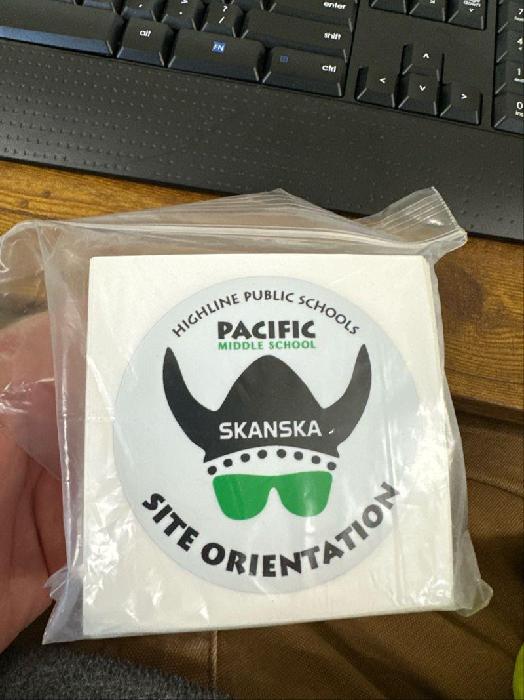 enter
shift
alt
FN
ctrl
HIGHLINE PUBLIC SCHOOLS
PACIFIC
MIDDLE SCHOOL
SKANSKA
SITE ORIENTATION